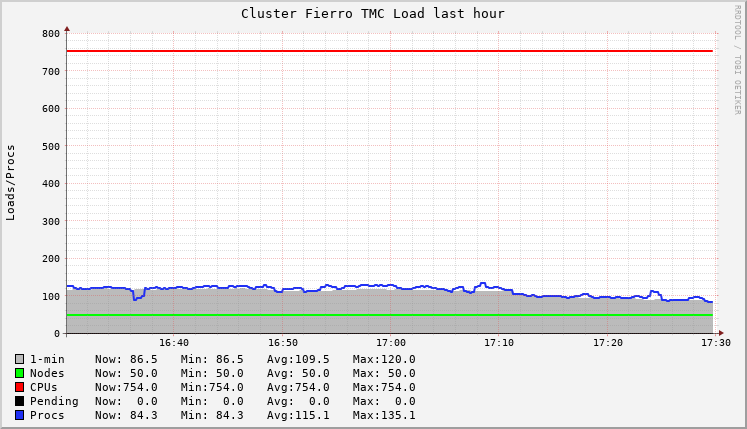 Cluster Fierro TMC Load last hour
RRDTOOL / TOBI OETIKER
Loads/Procs
800
700
600
500
400
300
200
100
0
16:40 16:50 17:00 17:10 17:20 17:30
1-min Now: 86.5 Min: 86.5 Avg:109.5 Max:120.0
Nodes Now: 50.0 Min: 50.0 Avg: 50.0 Max: 50.0
CPUs Now:754.0 Min:754.0 Avg:754.0 Max:754.0
Pending Now: 0.0 Min: 0.0 Avg: 0.0 Max: 0.0
Procs Now: 84.3 Min: 84.3 Avg:115.1 Max:135.1